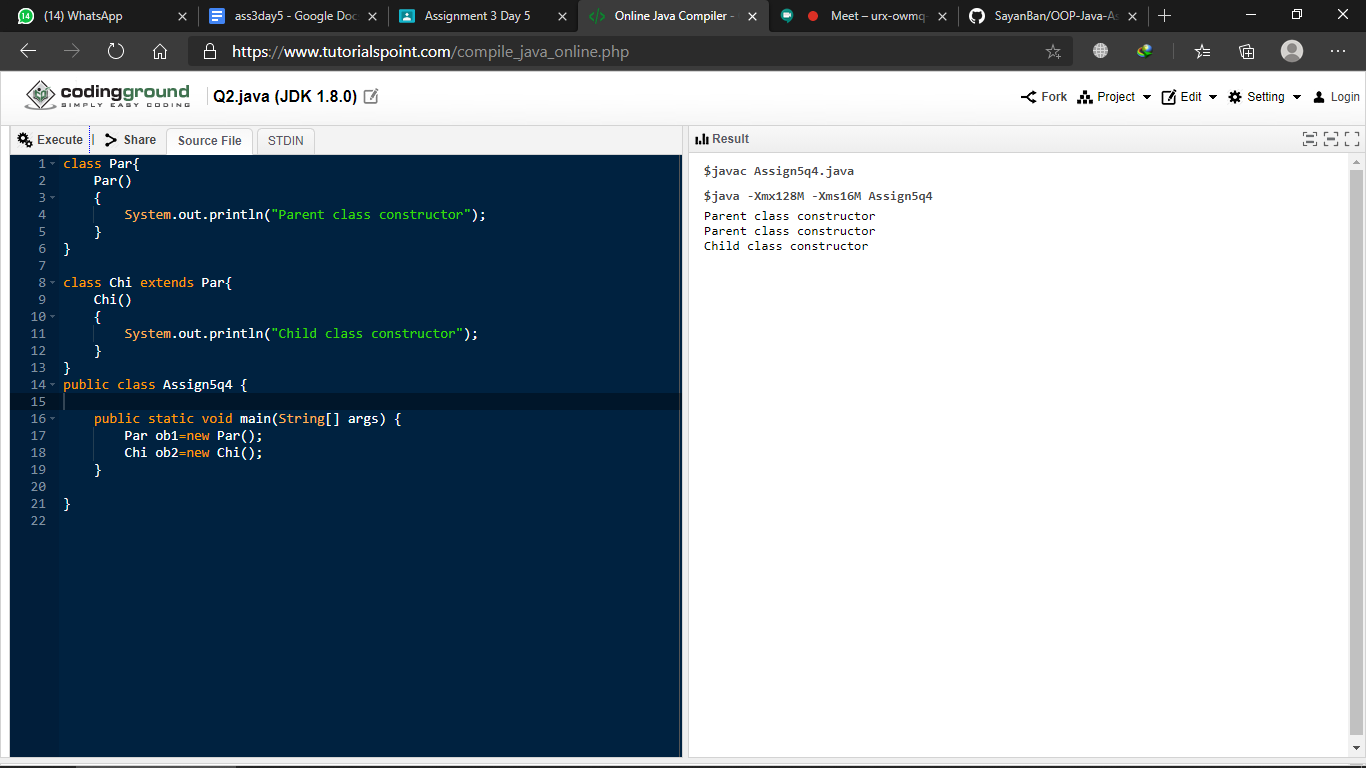 (14) WhatsApp
ass3day5 - Google Doc
Assignment 3 Day 5
Online Java Compiler -
Meet – urx-owmq-
SayanBan/OOP-Java-As
https://www.tutorialspoint.com/compile_java_online.php
codingground
SIMPLY EASY CODING
Q2.java (JDK 1.8.0)
Fork
Project
Edit
Setting
Login
Execute
Share
Source File
STDIN
Result
1 class Par{
2 Par()
3 {
4 System.out.println("Parent class constructor");
5 }
6 }
7
8 class Chi extends Par{
9 Chi()
10 {
11 System.out.println("Child class constructor");
12 }
13 }
14 public class Assign5q4 {
15
16 public static void main(String[] args) {
17 Par ob1=new Par();
18 Chi ob2=new Chi();
19 }
20
21 }
22
$javac Assign5q4.java
$java -Xmx128M -Xms16M Assign5q4
Parent class constructor
Parent class constructor
Child class constructor